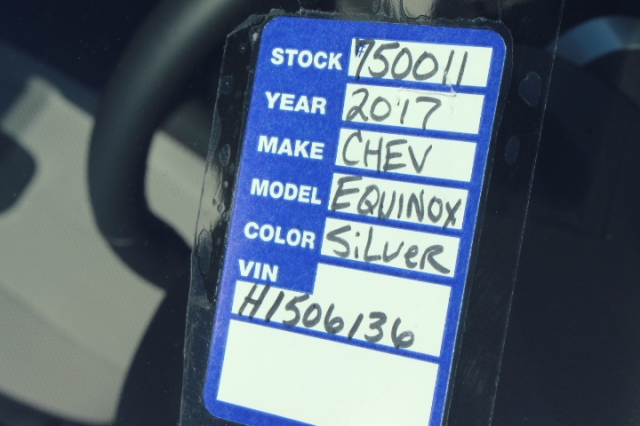 STOCK # 750011
YEAR 2017
MAKE CHEV
MODEL EQUINOX
COLOR SiLveR
VIN
H1506136